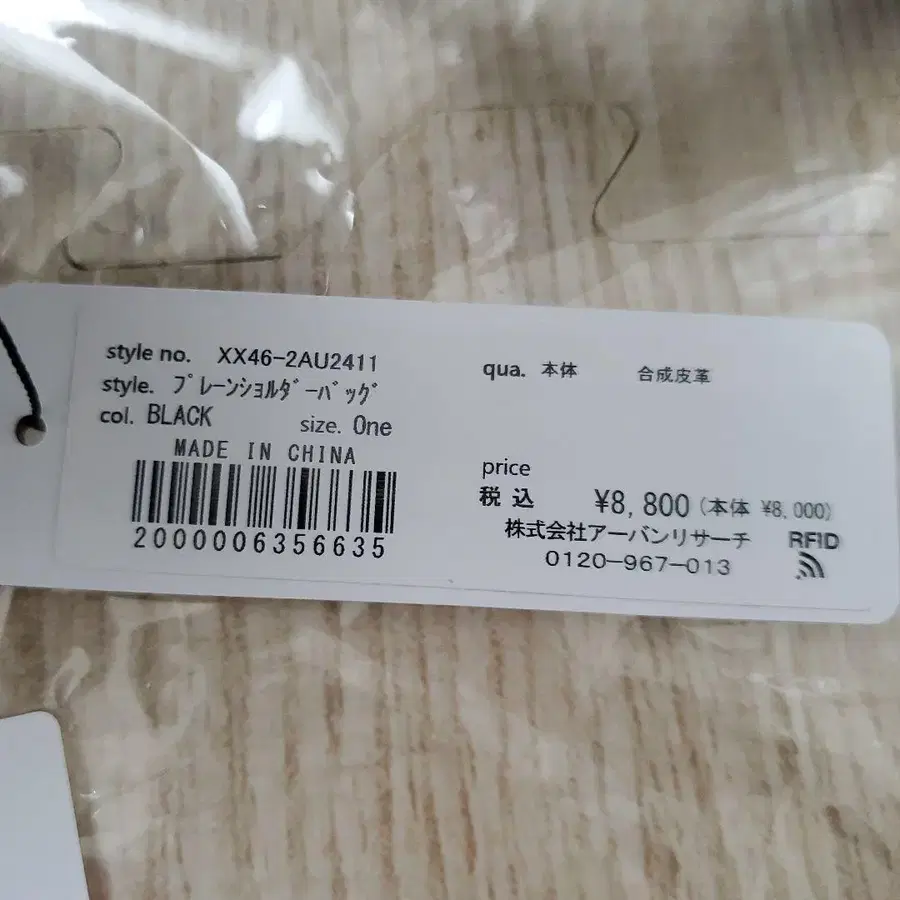 style no. XX46-2AU2411
style. ﾌﾟﾚｰﾝｼｮﾙﾀﾞｰﾊﾞｯｸﾞ
col. BLACK size. One
MADE IN CHINA
2000006356635
qua. 本体 合成皮革
price
税込 ¥8,800 (本体 ¥8,000)
株式会社アーバンリサーチ
0120-967-013
RFID